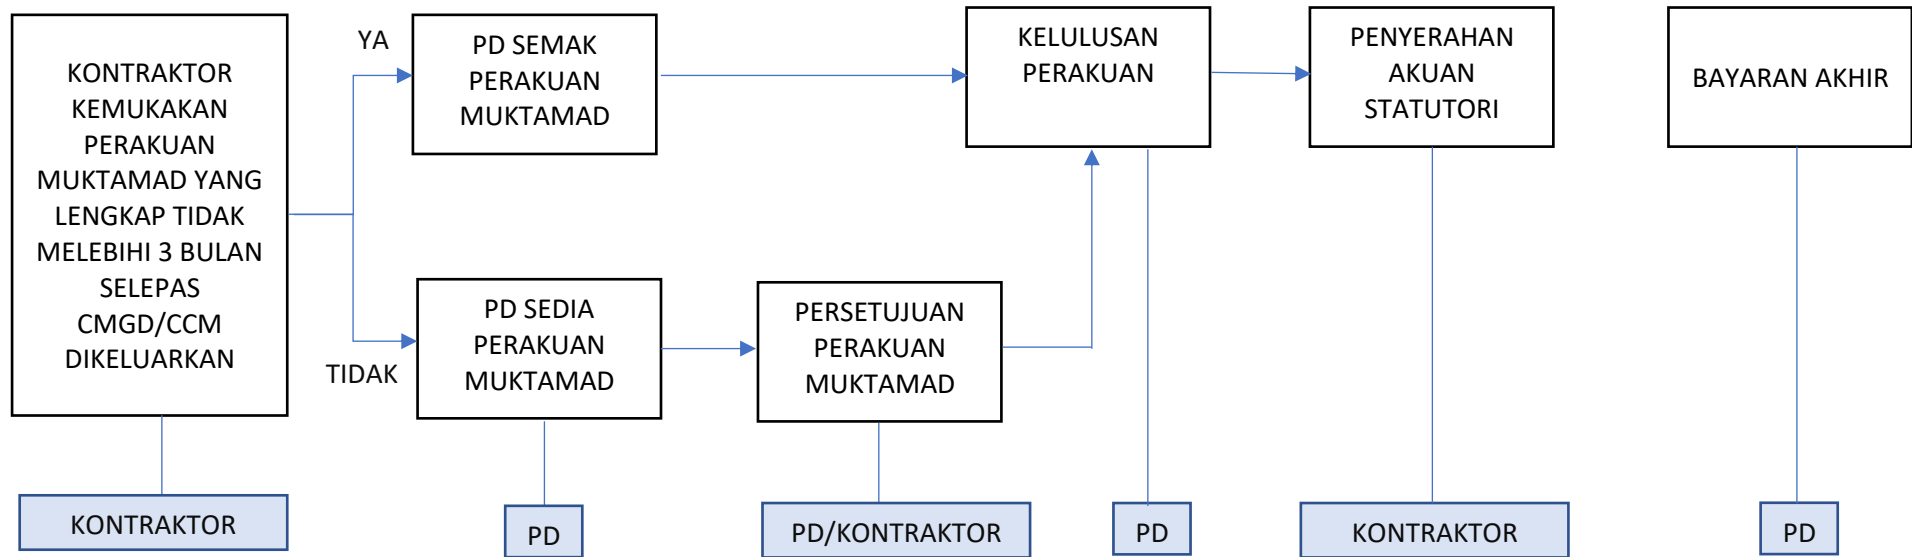 KONTRAKTOR
KEMUKAKAN
PERAKUAN
MUKTAMAD YANG
LENGKAP TIDAK
MELEBIHI 3 BULAN
SELEPAS
CMGD/CCM
DIKELUARKAN
YA
TIDAK
PD SEMAK
PERAKUAN
MUKTAMAD
PD SEDIA
PERAKUAN
MUKTAMAD
PERSETUJUAN
PERAKUAN
MUKTAMAD
KELULUSAN
PERAKUAN
PENYERAHAN
AKUAN
STATUTORI
BAYARAN AKHIR
KONTRAKTOR
PD
PD/KONTRAKTOR
PD
KONTRAKTOR
PD